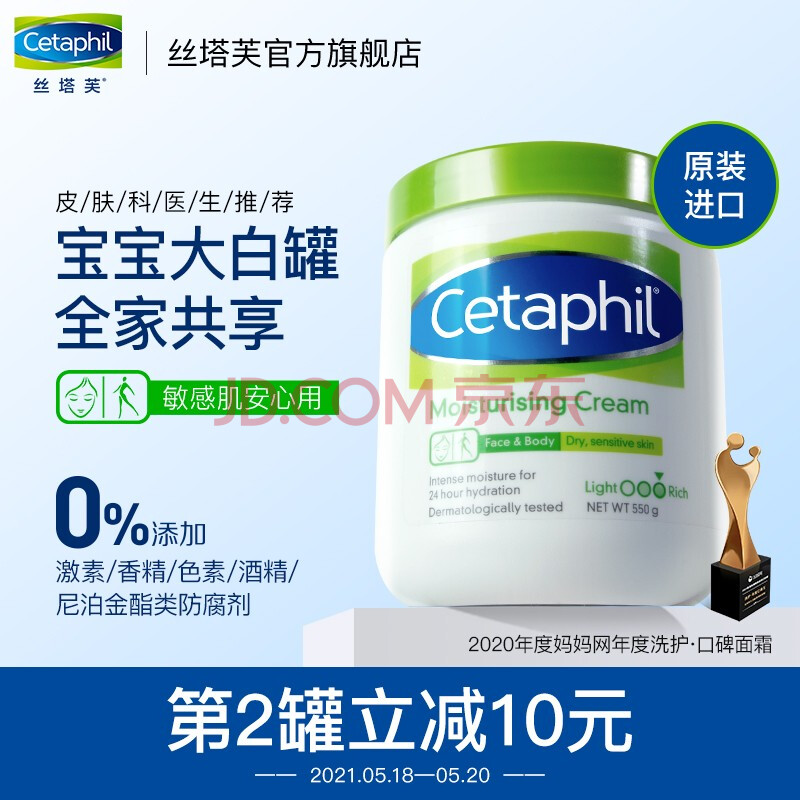 Cetaphil
丝塔芙®
丝塔芙官方旗舰店
原装
进口
皮/肤/科/医/生/推/荐
宝宝大白罐
全家共享
敏感肌安心用
0%添加
激素/香精/色素/酒精/
尼泊金酯类防腐剂
Cetaphil®
Moisturising Cream
Face & Body
Dry, sensitive skin
Intense moisture for
24 hour hydration
Dermatologically tested
Light
Rich
NET WT 550 g
JD.COM 京东
2020年度妈妈网年度洗护·口碑面霜
第2罐立减10元
2021.05.18—05.20